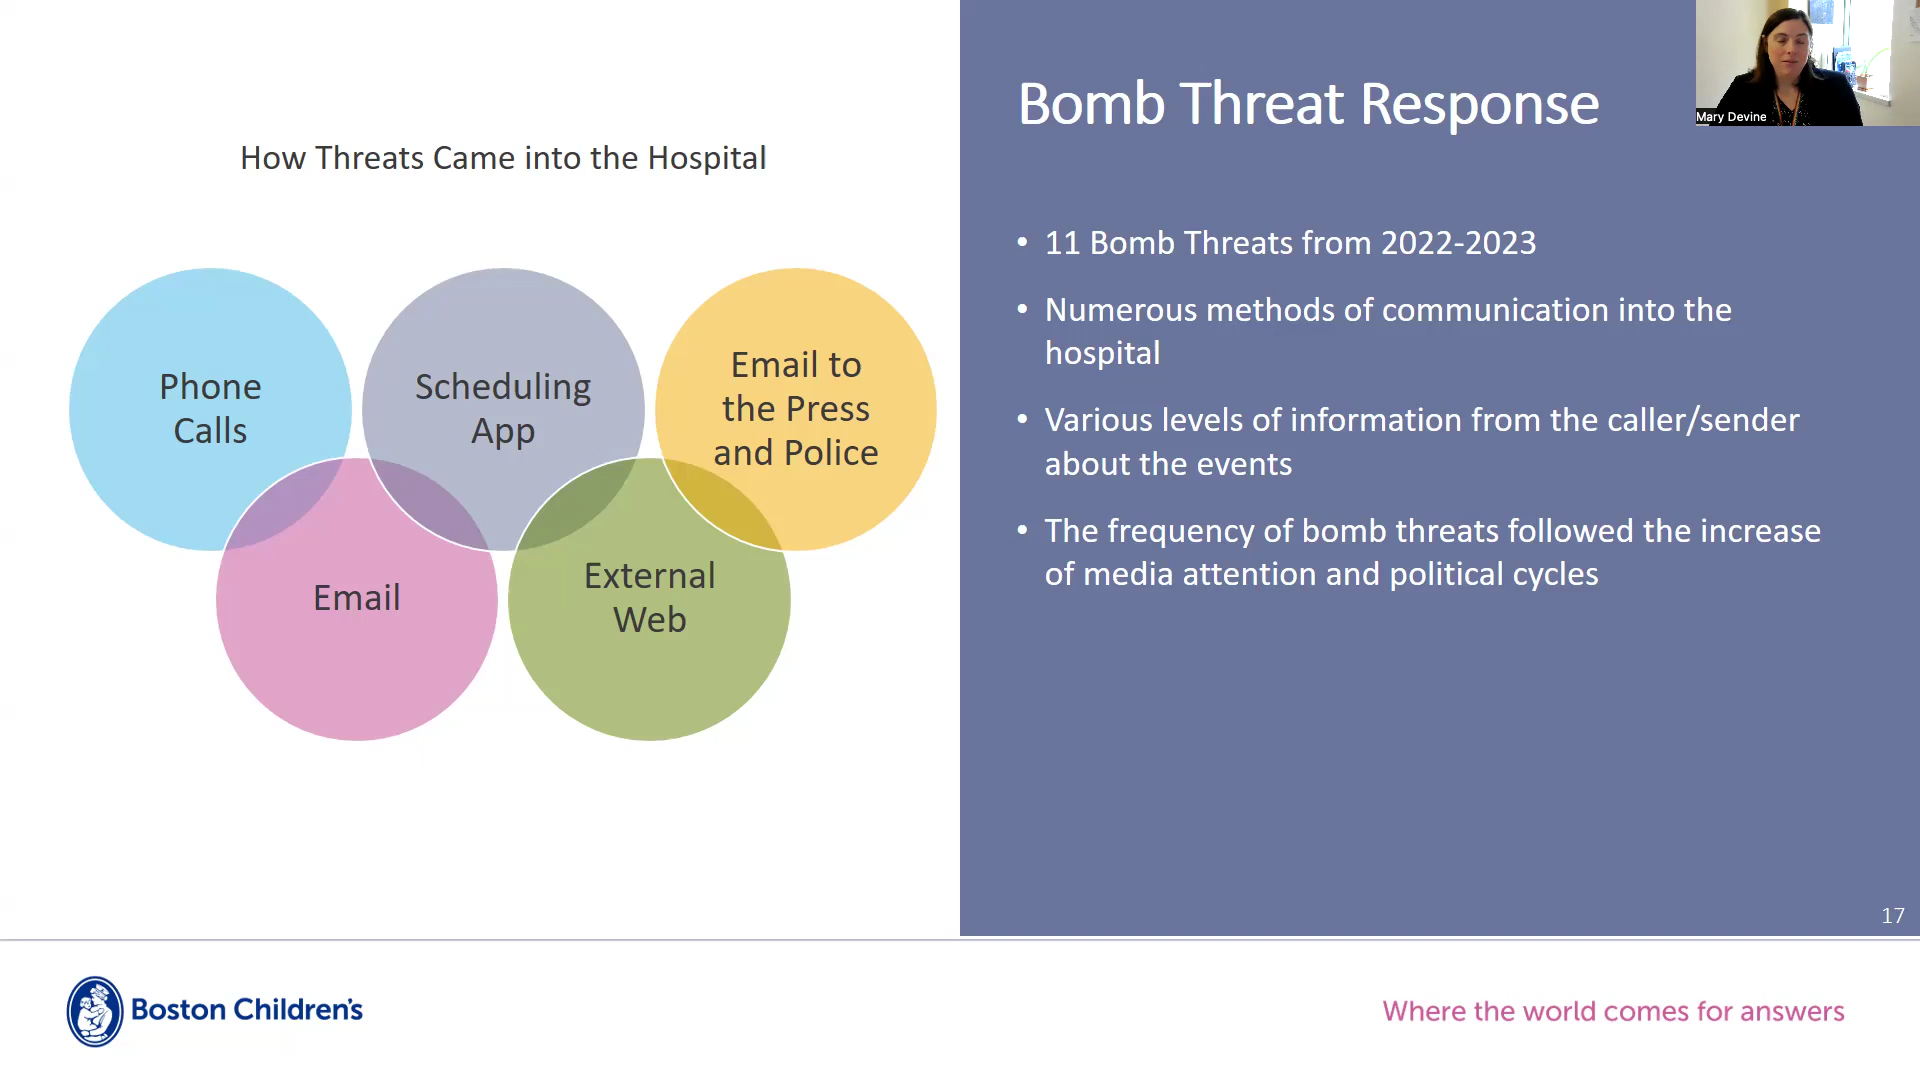 How Threats Came into the Hospital
Phone
Calls
Scheduling
App
Email to
the Press
and Police
Email
External
Web
Bomb Threat Response
• 11 Bomb Threats from 2022-2023
• Numerous methods of communication into the
hospital
• Various levels of information from the caller/sender
about the events
• The frequency of bomb threats followed the increase
of media attention and political cycles
Mary Devine
17
Boston Children's
Where the world comes for answers